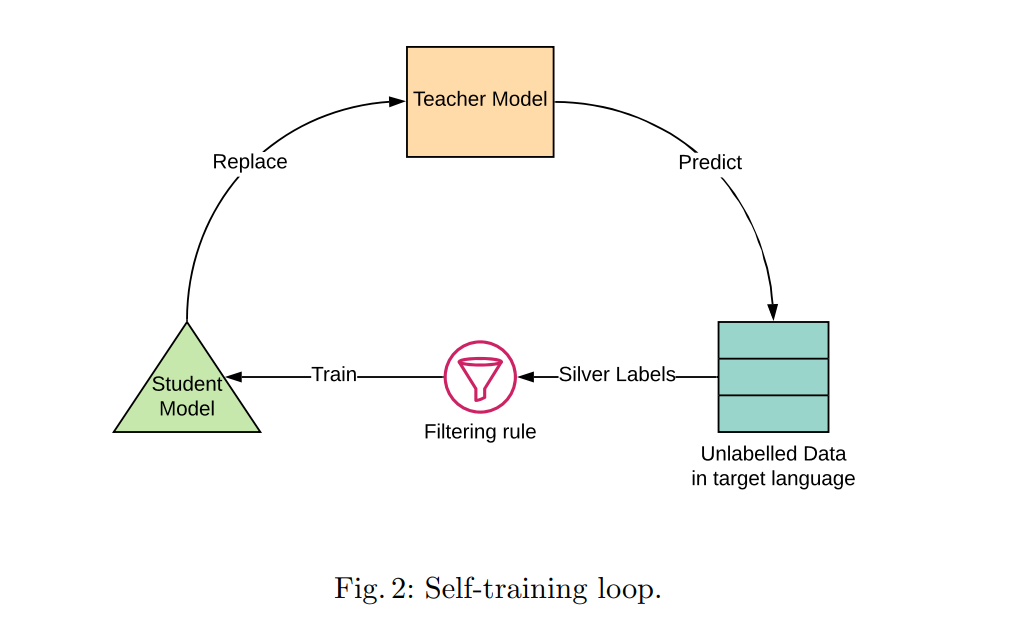 Teacher Model
Replace
Predict
Student
Model
Train
Silver Labels
Filtering rule
Unlabelled Data
in target language
Fig. 2: Self-training loop.